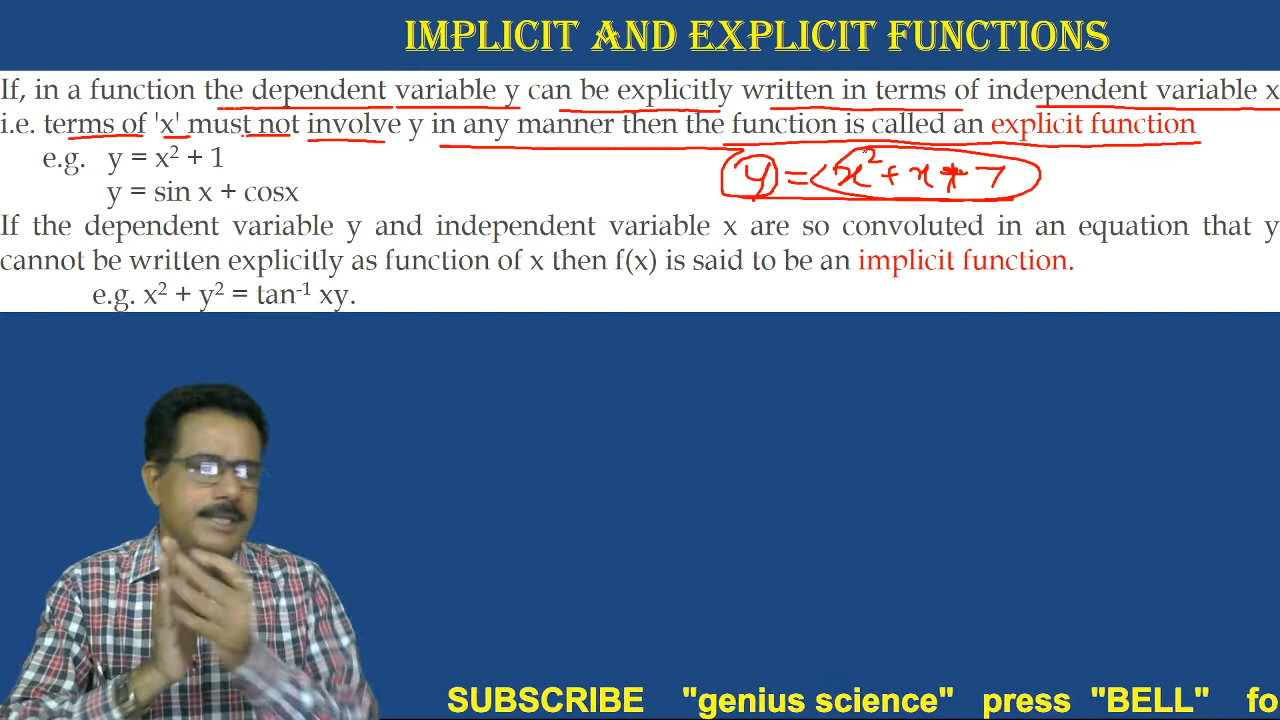 IMPLICIT AND EXPLICIT FUNCTIONS
If, in a function the dependent variable y can be explicitly written in terms of independent variable x
i.e. terms of 'x' must not involve y in any manner then the function is called an explicit function
e.g. y = x² + 1
y = x² + x + 7
y = sin x + cosx
If the dependent variable y and independent variable x are so convoluted in an equation that y
cannot be written explicitly as function of x then f(x) is said to be an implicit function.
e.g. x² + y² = tan⁻¹ xy.
SUBSCRIBE "genius science" press "BELL" fo